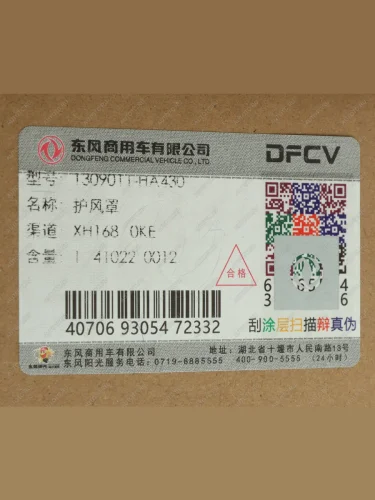 东风商用车有限公司
DONGFENG COMMERCIAL VEHICLE CO., LTD.
DFCV
型号: 1309011-HA430
名称: 护风罩
渠道 XH168 0KE
含量: 1 41022 0012
合格
40706 93054 72332
刮涂层扫描辩真伪
东风商用车有限公司
东风阳光服务电话: 0719-8885555
地址: 湖北省十堰市人民南路13号
400-900-5555 (24小时)